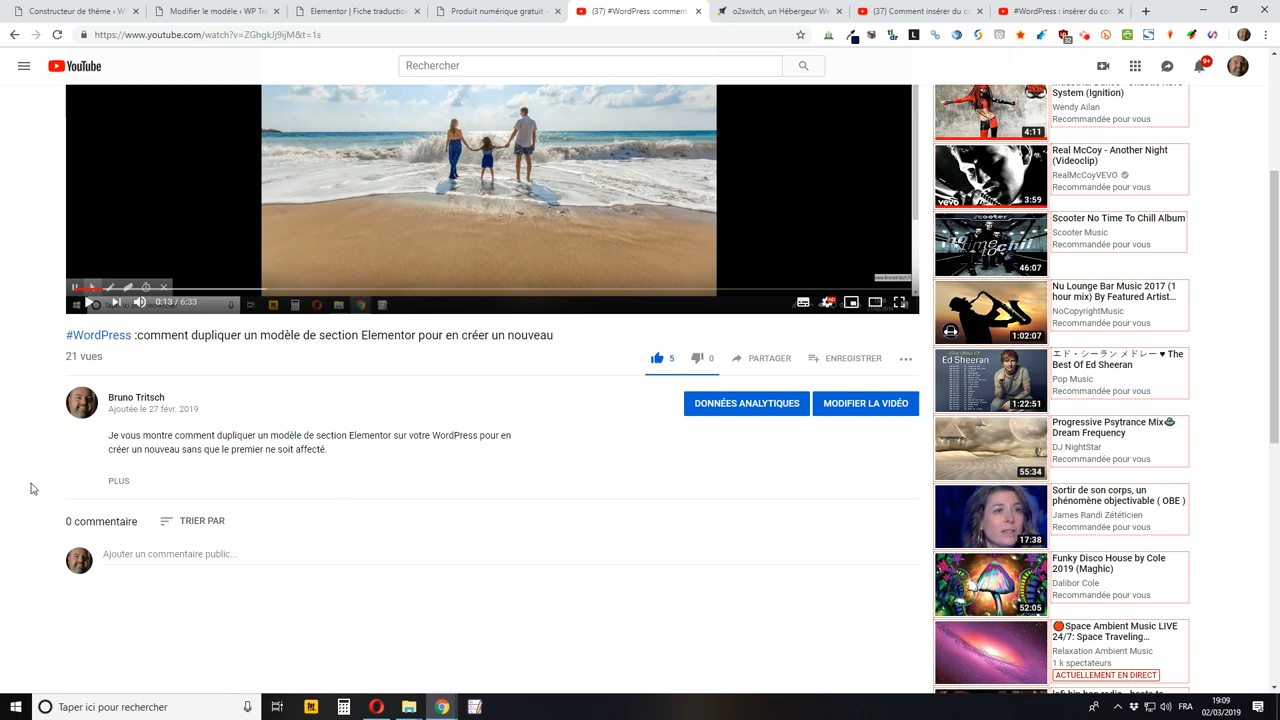 Constructeur de thème ‹ W
Modifier le modèle ‹ WP Tra
Elementor | Fiche traduction
Produit numérique gratuit -
(37) #WordPress :comment
o2switch, un Hébergeur We
(37) Comment insérer du c
#WordPress : insérer du co
https://www.youtube.com/watch?v=ZGhgkJj9ijM&t=1s
YouTube
Rechercher
9+
System (Ignition)
Wendy Ailan
Recommandée pour vous
4:11
Real McCoy - Another Night
(Videoclip)
RealMcCoyVEVO
Recommandée pour vous
vevo
3:59
Scooter No Time To Chill Album
Scooter Music
Recommandée pour vous
46:07
Nu Lounge Bar Music 2017 (1
hour mix) By Featured Artist...
NoCopyrightMusic
Recommandée pour vous
1:02:07
エド・シーラン メドレー ♥ The
Best Of Ed Sheeran
Pop Music
Recommandée pour vous
Ed Sheeran
1:22:51
Progressive Psytrance Mix
Dream Frequency
DJ NightStar
Recommandée pour vous
55:34
Sortir de son corps, un
phénomène objectivable ( OBE )
James Randi Zététicien
Recommandée pour vous
17:38
Funky Disco House by Cole
2019 (Maghic)
Dalibor Cole
Recommandée pour vous
52:05
Space Ambient Music LIVE
24/7: Space Traveling...
Relaxation Ambient Music
1 k spectateurs
ACTUELLEMENT EN DIRECT
0:13 / 6:33
#WordPress :comment dupliquer un modèle de section Elementor pour en créer un nouveau
21 vues
5
0
PARTAGER
ENREGISTRER
Bruno Tritsch
Ajoutée le 27 févr. 2019
DONNÉES ANALYTIQUES
MODIFIER LA VIDÉO
Je vous montre comment dupliquer un modèle de section Elementor sur votre WordPress pour en
créer un nouveau sans que le premier ne soit affecté.
PLUS
0 commentaire
TRIER PAR
Ajouter un commentaire public...
Taper ici pour rechercher
FRA
19:09
02/03/2019